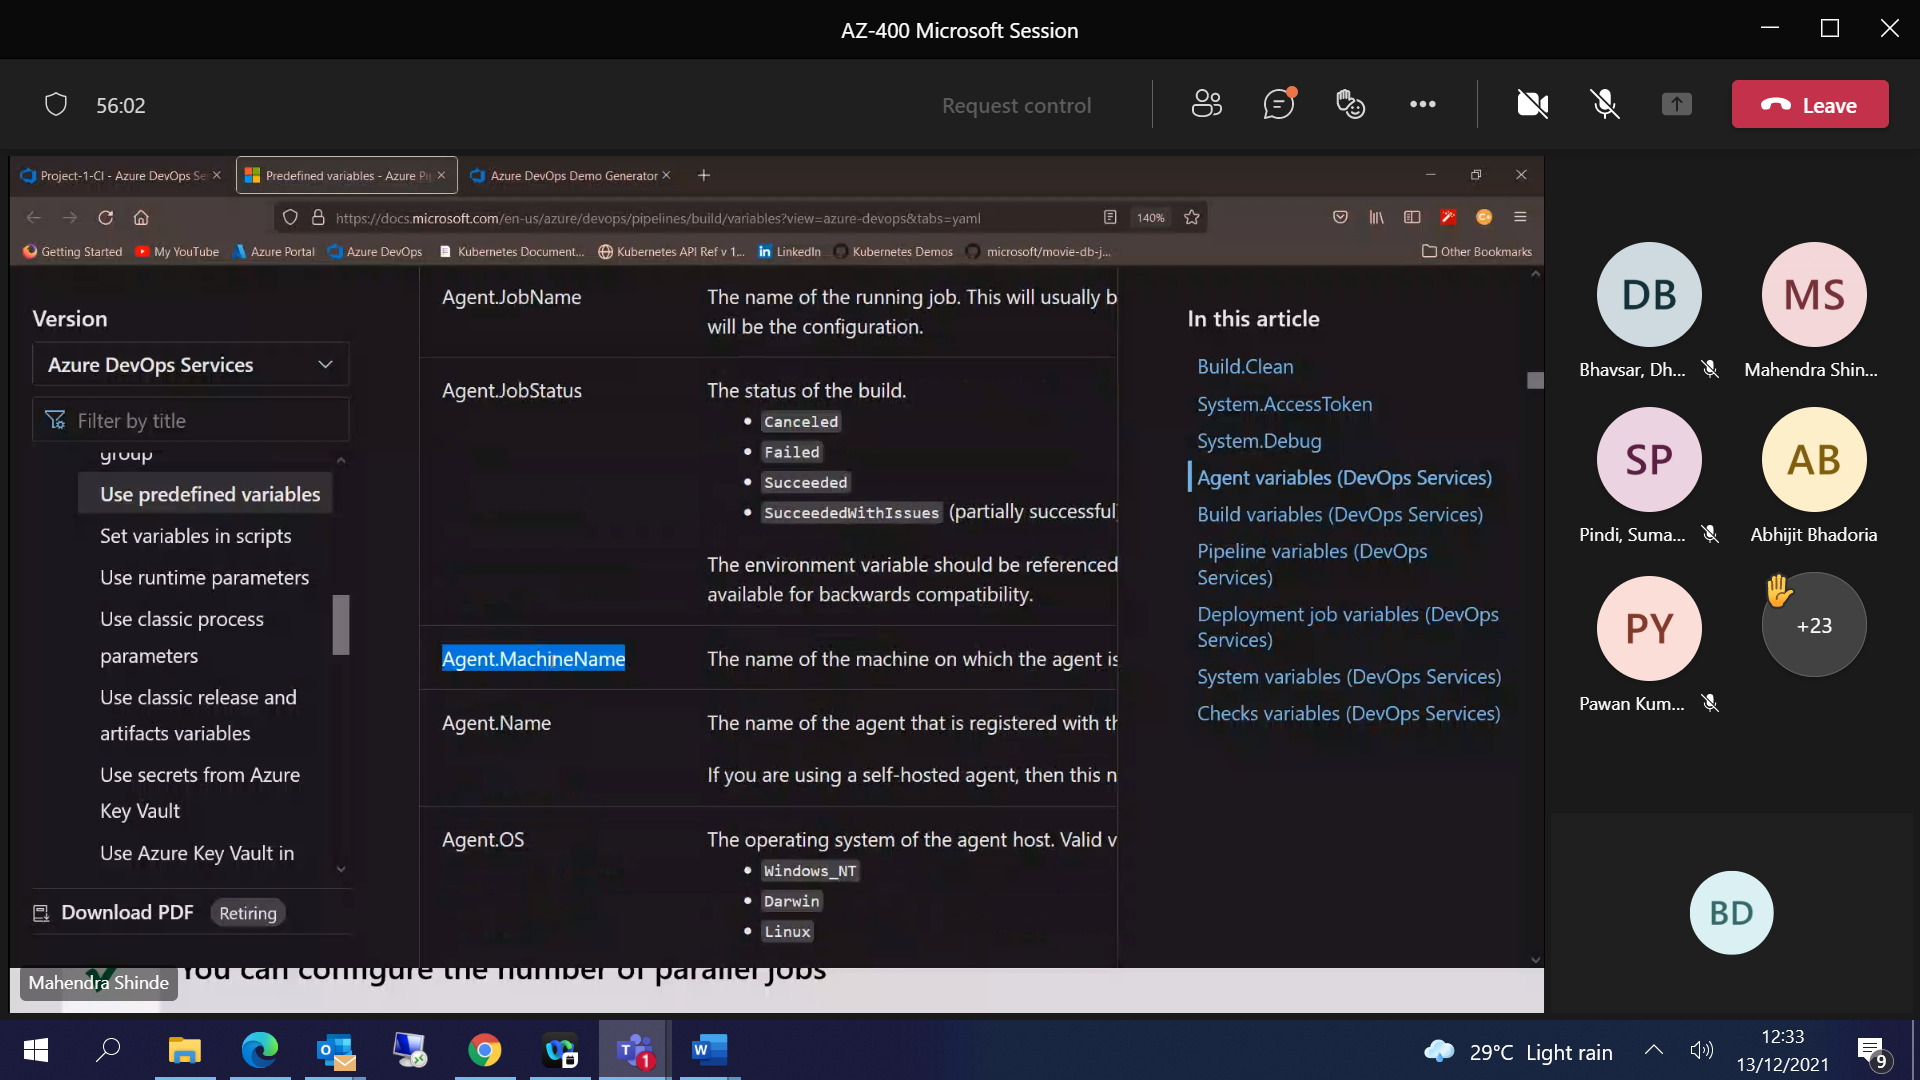 AZ-400 Microsoft Session
56:02
Request control
Leave
Project-1-CI - Azure DevOps Se
Predefined variables - Azure Pi
Azure DevOps Demo Generator
https://docs.microsoft.com/en-us/azure/devops/pipelines/build/variables?view=azure-devops&tabs=yaml
140%
Getting Started
My YouTube
Azure Portal
Azure DevOps
Kubernetes Document...
Kubernetes API Ref v 1...
LinkedIn
Kubernetes Demos
microsoft/movie-db-j...
Other Bookmarks
Version
Azure DevOps Services
Filter by title
group
Use predefined variables
Set variables in scripts
Use runtime parameters
Use classic process
parameters
Use classic release and
artifacts variables
Use secrets from Azure
Key Vault
Use Azure Key Vault in
Download PDF
Retiring
Agent.JobName
The name of the running job. This will usually b
will be the configuration.
Agent.JobStatus
The status of the build.
Canceled
Failed
Succeeded
SucceededWithIssues (partially successful
The environment variable should be referenced
available for backwards compatibility.
Agent.MachineName
The name of the machine on which the agent is
Agent.Name
The name of the agent that is registered with th
If you are using a self-hosted agent, then this n
Agent.OS
The operating system of the agent host. Valid v
Windows_NT
Darwin
Linux
In this article
Build.Clean
System.AccessToken
System.Debug
Agent variables (DevOps Services)
Build variables (DevOps Services)
Pipeline variables (DevOps
Services)
Deployment job variables (DevOps
Services)
System variables (DevOps Services)
Checks variables (DevOps Services)
You can configure the number of parallel jobs
Mahendra Shinde
DB
Bhavsar, Dh...
MS
Mahendra Shin...
SP
Pindi, Suma...
AB
Abhijit Bhadoria
PY
Pawan Kum...
+23
BD
29°C Light rain
12:33
13/12/2021
9
1